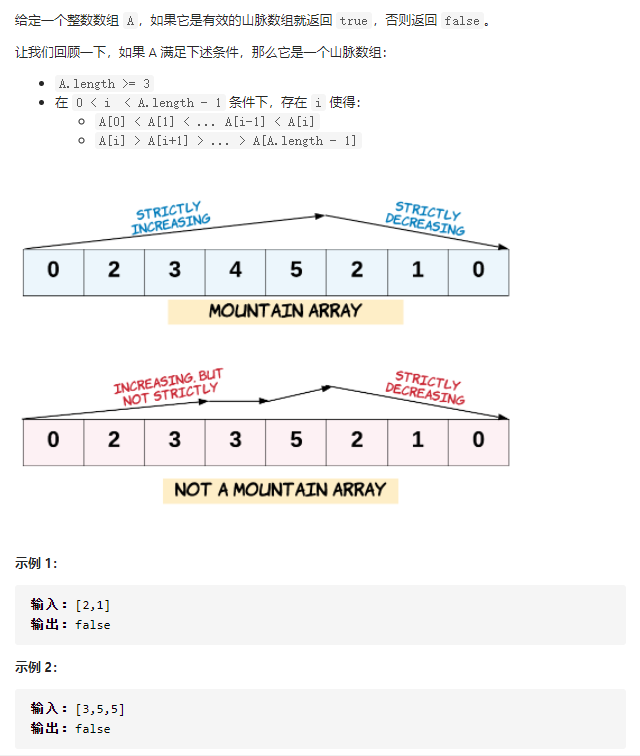 给定一个整数数组 A，如果它是有效的山脉数组就返回 true，否则返回 false。
让我们回顾一下，如果 A 满足下述条件，那么它是一个山脉数组：
A.length >= 3
在 0 < i < A.length - 1 条件下，存在 i 使得：
A[0] < A[1] < ... A[i-1] < A[i]
A[i] > A[i+1] > ... > A[A.length - 1]
STRICTLY
INCREASING
STRICTLY
DECREASING
0 2 3 4 5 2 1 0
MOUNTAIN ARRAY
INCREASING, BUT
NOT STRICTLY
STRICTLY
DECREASING
0 2 3 3 5 2 1 0
NOT A MOUNTAIN ARRAY
示例 1：
输入：[2,1]
输出：false
示例 2：
输入：[3,5,5]
输出：false